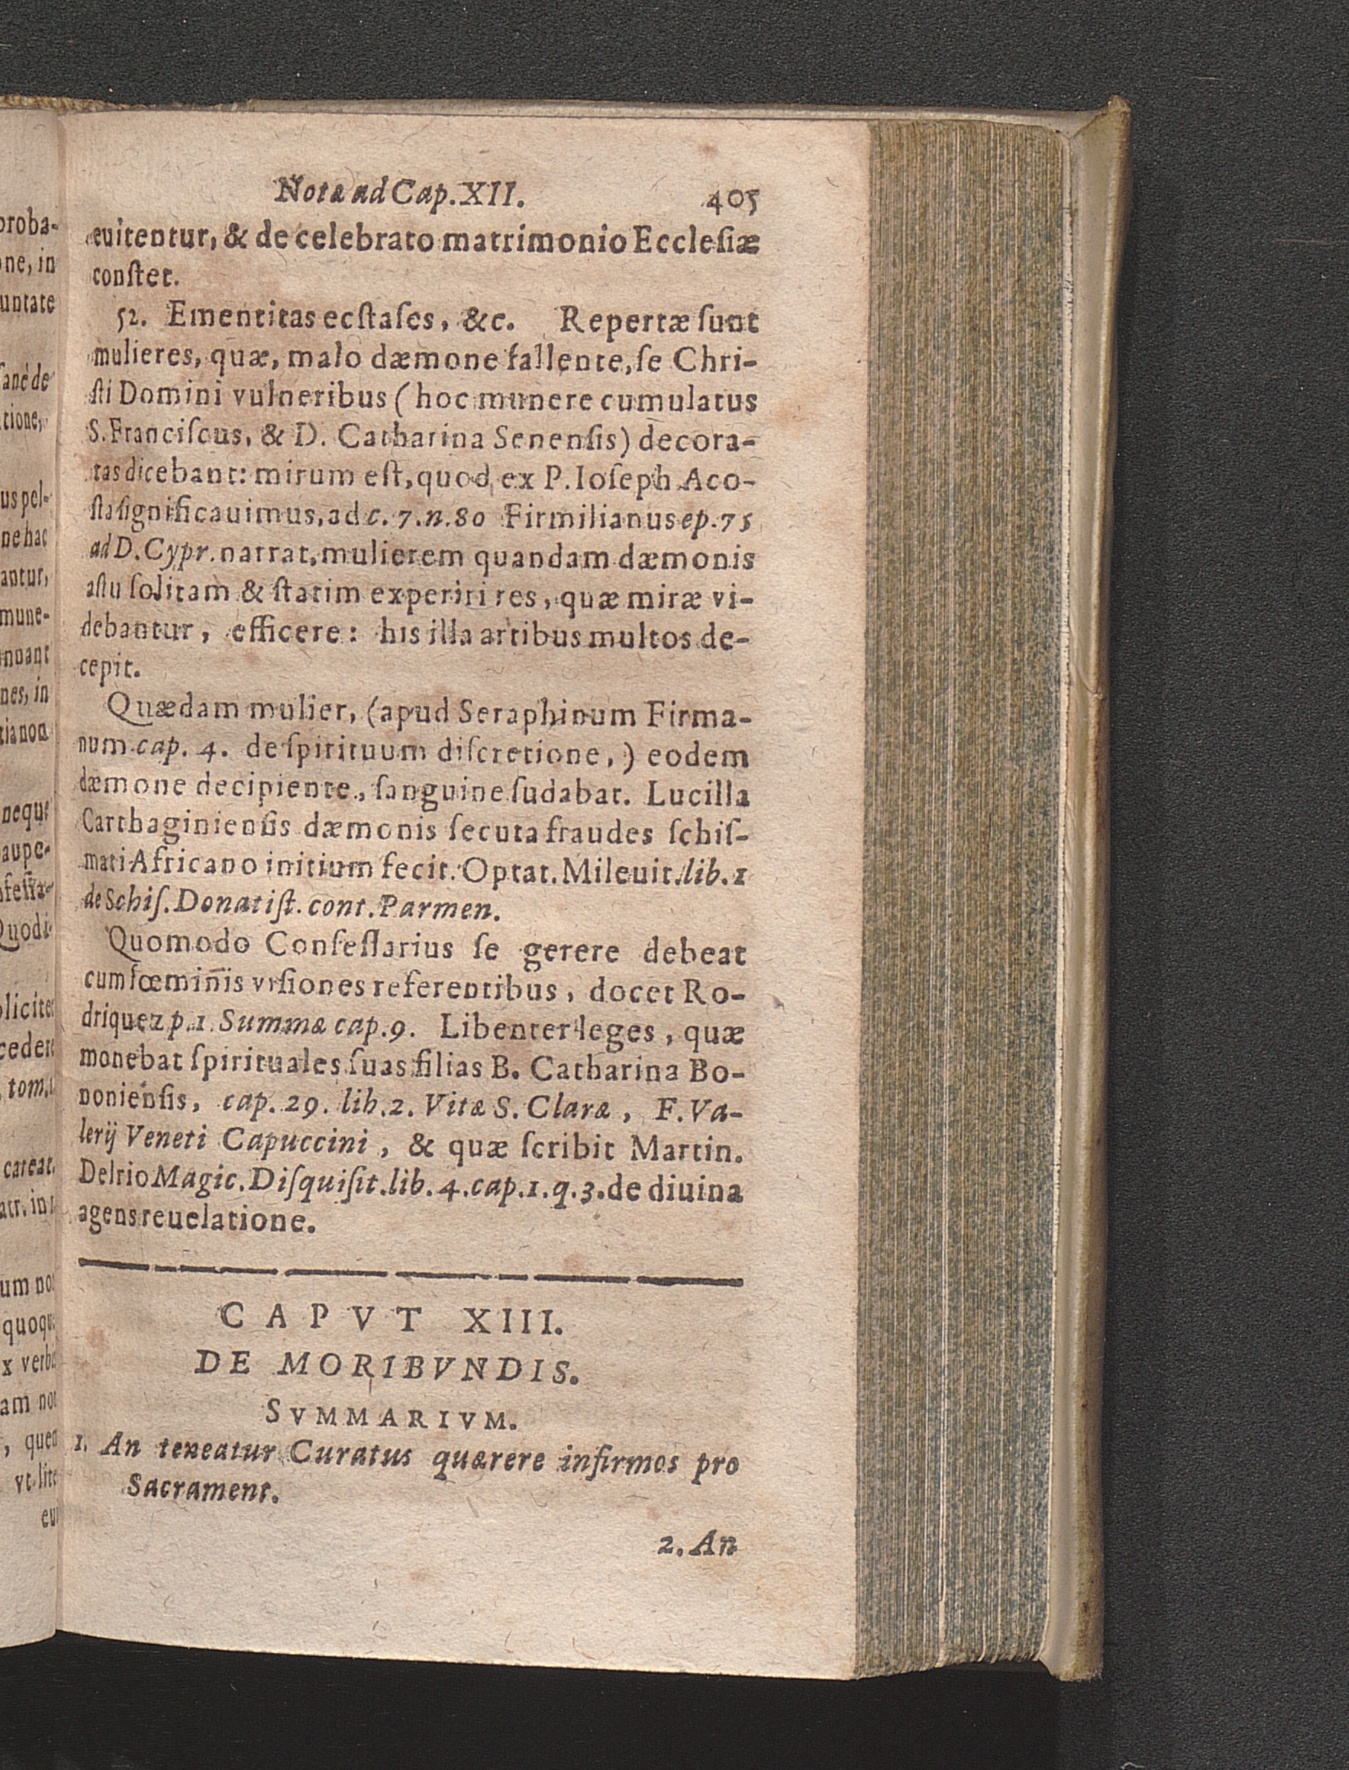 Notæ ad Cap. XII. 405
euitentur, & de celebrato matrimonio Ecclesiæ
constet.
52. Ementitas ecstases, &c. Repertæ sunt
mulieres, quæ, malo dæmone fallente, se Chri-
sti Domini vulneribus (hoc munere cumulatus
S. Franciscus, & D. Catharina Senensis) decora-
tas dicebant: mirum est, quod ex P. Ioseph Aco-
sta significauimus, ad c. 7. n. 80 Firmilianus ep. 75
ad D. Cypr. narrat, mulierem quandam dæmonis
astu solitam & statim experiri res, quæ miræ vi-
debantur, efficere: his illa artibus multos de-
cepit.
Quædam mulier, (apud Seraphinum Firma-
num cap. 4. de spirituum discretione,) eodem
dæmone decipiente, sanguine sudabat. Lucilla
Carthaginiensis dæmonis secuta fraudes schis-
mati Africano initium fecit. Optat. Mileuit. lib. 1
de Schis. Donatist. cont. Parmen.
Quomodo Confessarius se gerere debeat
cum fœminis visiones referentibus, docet Ro-
driquez p. 1. Summæ cap. 9. Libenter leges, quæ
monebat spirituales suas filias B. Catharina Bo-
noniensis, cap. 29. lib. 2. Vitæ S. Claræ, F. Va-
lerij Veneti Capuccini, & quæ scribit Martin.
Delrio Magic. Disquisit. lib. 4. cap. 1. q. 3. de diuina
agens reuelatione.
CAPVT XIII.
DE MORIBVNDIS.
SVMMARIVM.
1. An teneatur Curatus quærere infirmos pro
Sacrament.
2. An